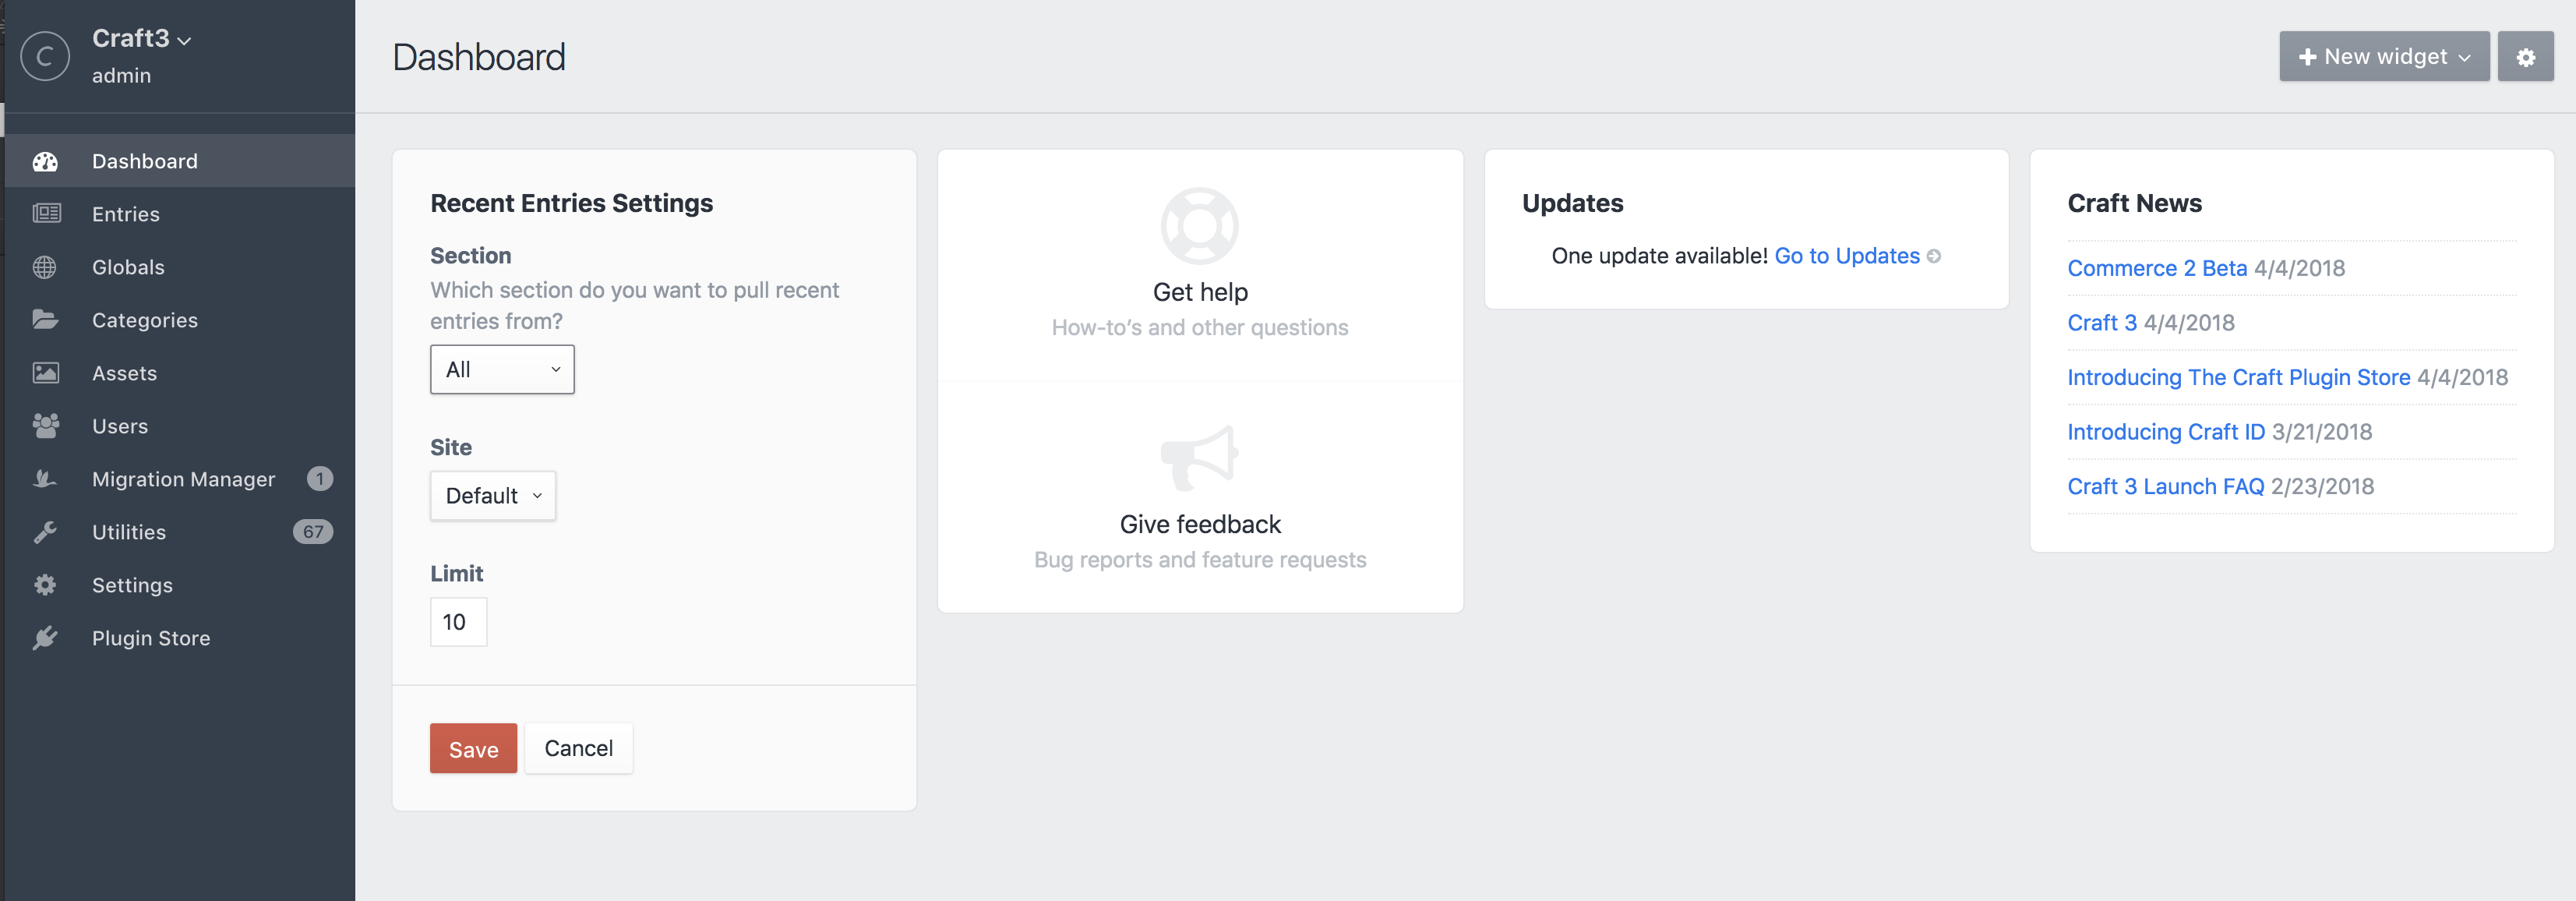 C
Craft3
admin
Dashboard
Entries
Globals
Categories
Assets
Users
Migration Manager 1
Utilities 67
Settings
Plugin Store
Dashboard
New widget
Recent Entries Settings
Section
Which section do you want to pull recent
entries from?
All
Site
Default
Limit
10
Save Cancel
Get help
How-to’s and other questions
Give feedback
Bug reports and feature requests
Updates
One update available! Go to Updates
Craft News
Commerce 2 Beta 4/4/2018
Craft 3 4/4/2018
Introducing The Craft Plugin Store 4/4/2018
Introducing Craft ID 3/21/2018
Craft 3 Launch FAQ 2/23/2018